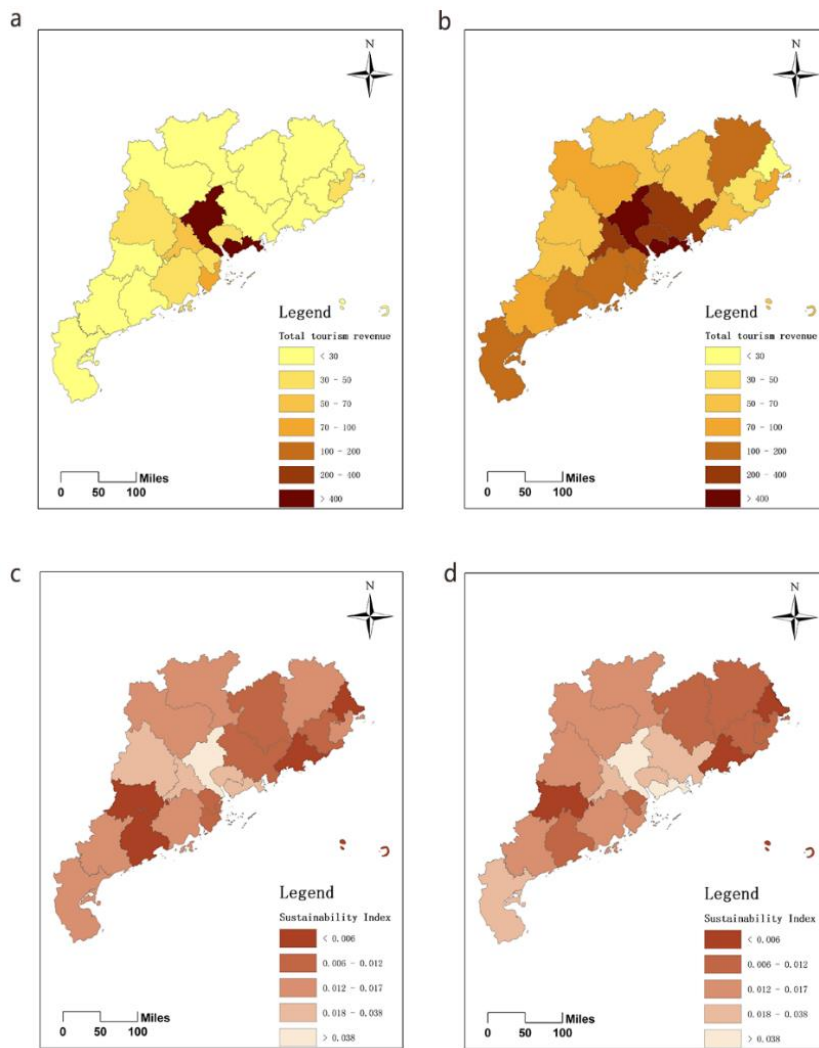 a
N
Legend
Total tourism revenue
< 30
30 - 50
50 - 70
70 - 100
100 - 200
200 - 400
> 400
Miles
0 50 100
b
N
Legend
Total tourism revenue
< 30
30 - 50
50 - 70
70 - 100
100 - 200
200 - 400
> 400
Miles
0 50 100
c
N
Legend
Sustainability Index
< 0.006
0.006 - 0.012
0.012 - 0.017
0.018 - 0.038
> 0.038
Miles
0 50 100
d
N
Legend
Sustainability Index
< 0.006
0.006 - 0.012
0.012 - 0.017
0.018 - 0.038
> 0.038
Miles
0 50 100